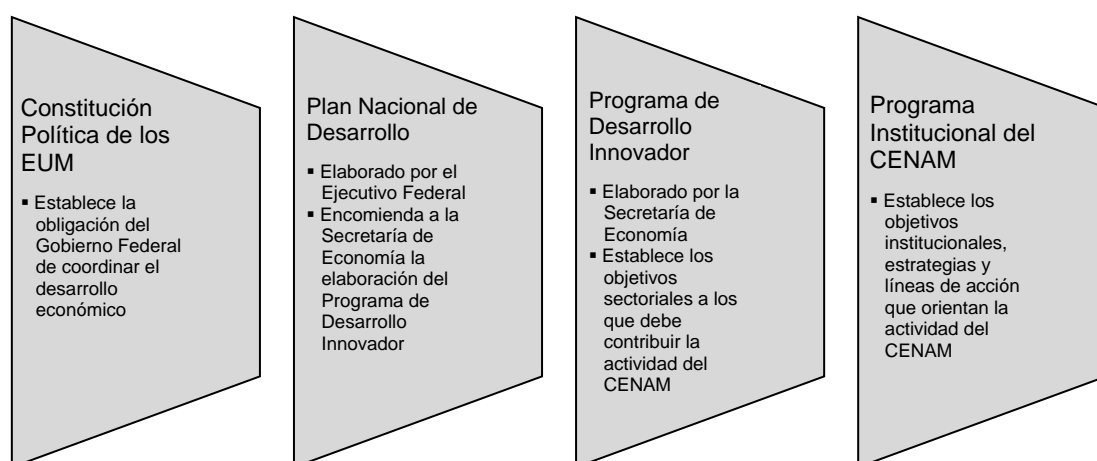 Constitución
Política de los
EUM
▪ Establece la
obligación del
Gobierno Federal
de coordinar el
desarrollo
económico
Plan Nacional de
Desarrollo
▪ Elaborado por el
Ejecutivo Federal
▪ Encomienda a la
Secretaría de
Economía la
elaboración del
Programa de
Desarrollo
Innovador
Programa de
Desarrollo
Innovador
▪ Elaborado por la
Secretaría de
Economía
▪ Establece los
objetivos
sectoriales a los
que debe
contribuir la
actividad del
CENAM
Programa
Institucional del
CENAM
▪ Establece los
objetivos
institucionales,
estrategias y
líneas de acción
que orientan la
actividad del
CENAM